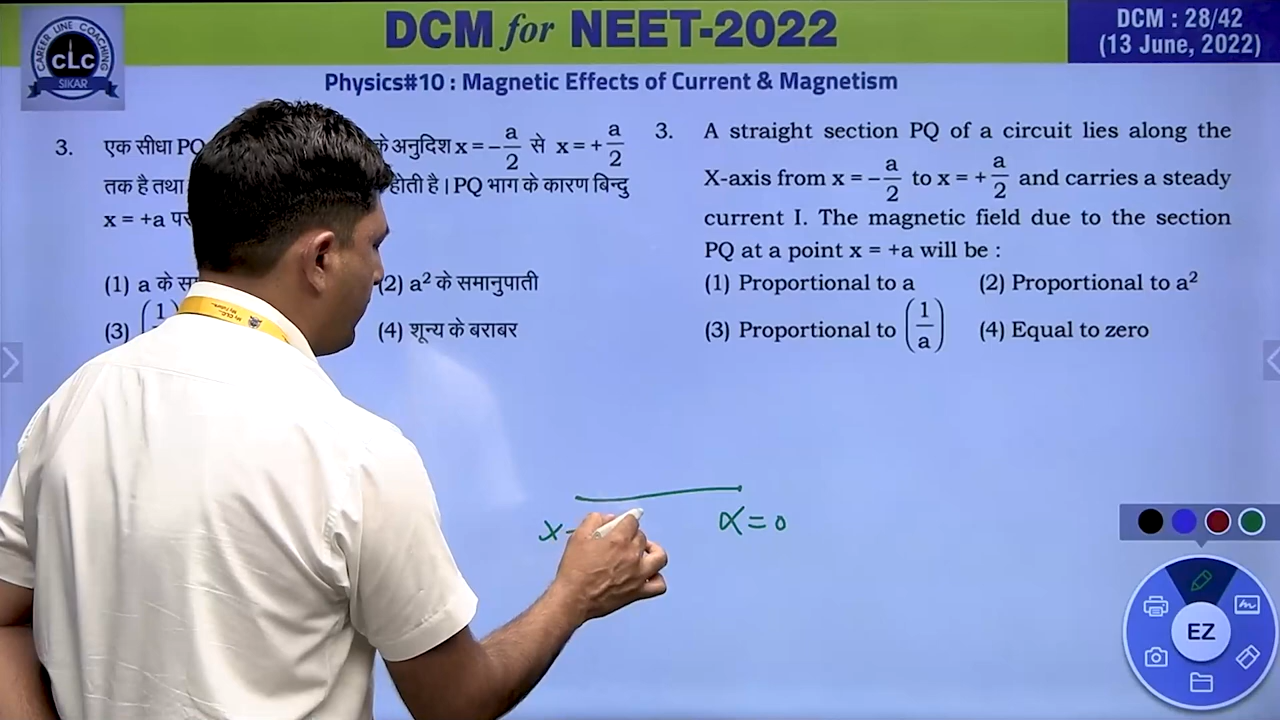 DCM for NEET-2022
DCM : 28/42
(13 June, 2022)
CAREER LINE COACHING
CLC
SIKAR
Physics#10 : Magnetic Effects of Current & Magnetism
3. एक सीधा PQ के अनुदिश x = -a/2 से x = +a/2
तक है तथा होती है। PQ भाग के कारण बिन्दु
x = +a पर
(1) a के (2) a² के समानुपाती
(3) (4) शून्य के बराबर
3. A straight section PQ of a circuit lies along the
X-axis from x = -a/2 to x = +a/2 and carries a steady
current I. The magnetic field due to the section
PQ at a point x = +a will be :
(1) Proportional to a (2) Proportional to a²
(3) Proportional to (1/a) (4) Equal to zero
x - α = 0
EZ